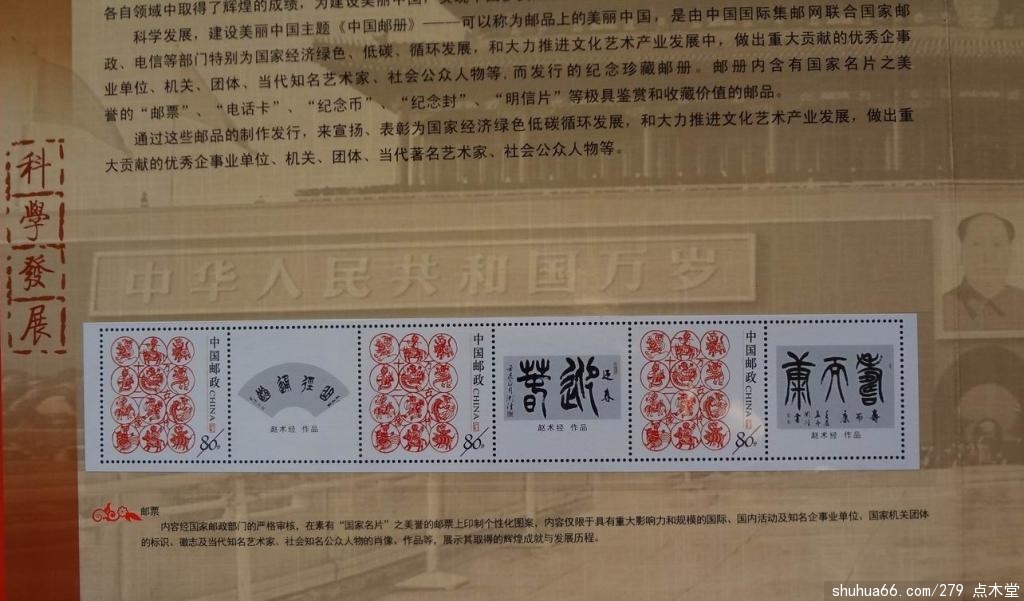 各自领域中取得了辉煌的成绩，为建设美丽中国，
科学发展，建设美丽中国主题《中国邮册》——可以称为邮品上的美丽中国，是由中国国际集邮网联合国家邮
政、电信等部门特别为国家经济绿色、低碳、循环发展，和大力推进文化艺术产业发展中，做出重大贡献的优秀企事
业单位、机关、团体、当代知名艺术家、社会公众人物等，而发行的纪念珍藏邮册。邮册内含有国家名片之美
誉的“邮票”、“电话卡”、“纪念币”、“纪念封”、“明信片”等极具鉴赏和收藏价值的邮品。
通过这些邮品的制作发行，来宣扬、表彰为国家经济绿色低碳循环发展，和大力推进文化艺术产业发展，做出重
大贡献的优秀企事业单位、机关、团体、当代著名艺术家、社会公众人物等。
科學發展
中华人民共和国万岁
中国邮政 CHINA
80分
赵术经 作品
中国邮政 CHINA
80分
迎春
赵术经 作品
中国邮政 CHINA
80分
赵术经 作品
邮票
内容经国家邮政部门的严格审核，在素有“国家名片”之美誉的邮票上印制个性化图案，内容仅限于具有重大影响力和规模的国际、国内活动及知名企事业单位、国家机关团体
的标识、徽志及当代知名艺术家、社会知名公众人物的肖像、作品等，展示其取得的辉煌成就与发展历程。
shuhua66.com/279 点木堂